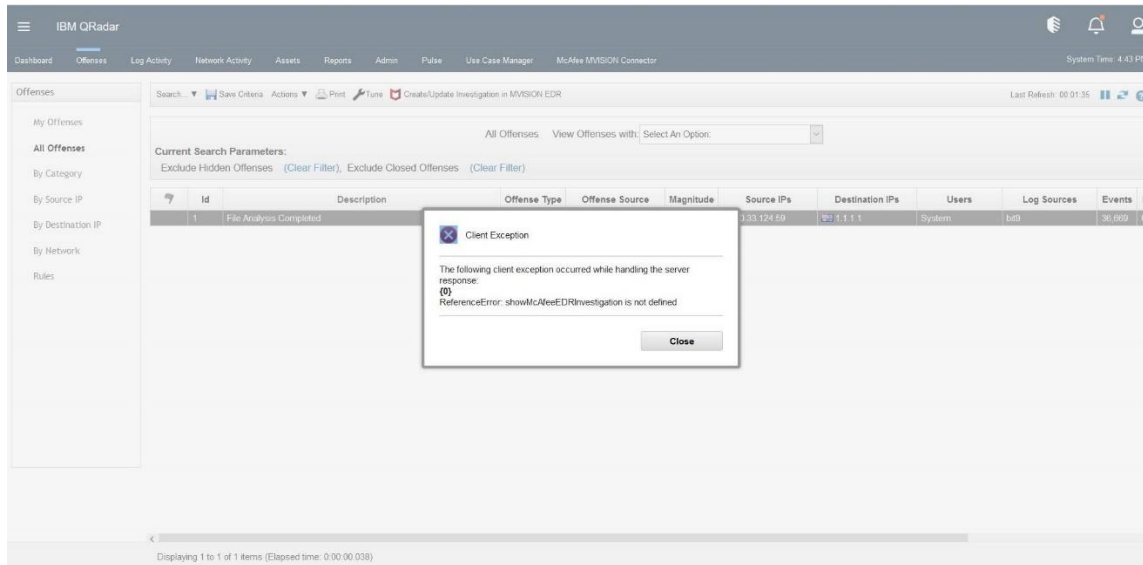 IBM QRadar
Dashboard Offenses Log Activity Network Activity Assets Reports Admin Pulse Use Case Manager McAfee MVISION Connector System Time: 4:43
Offenses
Search... Save Criteria Actions Print Tune Create/Update Investigation in MVISION EDR Last Refresh: 00:01:35
My Offenses
All Offenses
By Category
By Source IP
By Destination IP
By Network
Rules
All Offenses View Offenses with: Select An Option:
Current Search Parameters:
Exclude Hidden Offenses (Clear Filter), Exclude Closed Offenses (Clear Filter)
Id Description Offense Type Offense Source Magnitude Source IPs Destination IPs Users Log Sources Events
1 File Analysis Completed .33.124.59 1.1.1.1 System bit9 36,669
Client Exception
The following client exception occurred while handling the server
response:
{0}
ReferenceError: showMcAfeeEDRInvestigation is not defined
Close
Displaying 1 to 1 of 1 items (Elapsed time: 0:00:00.038)